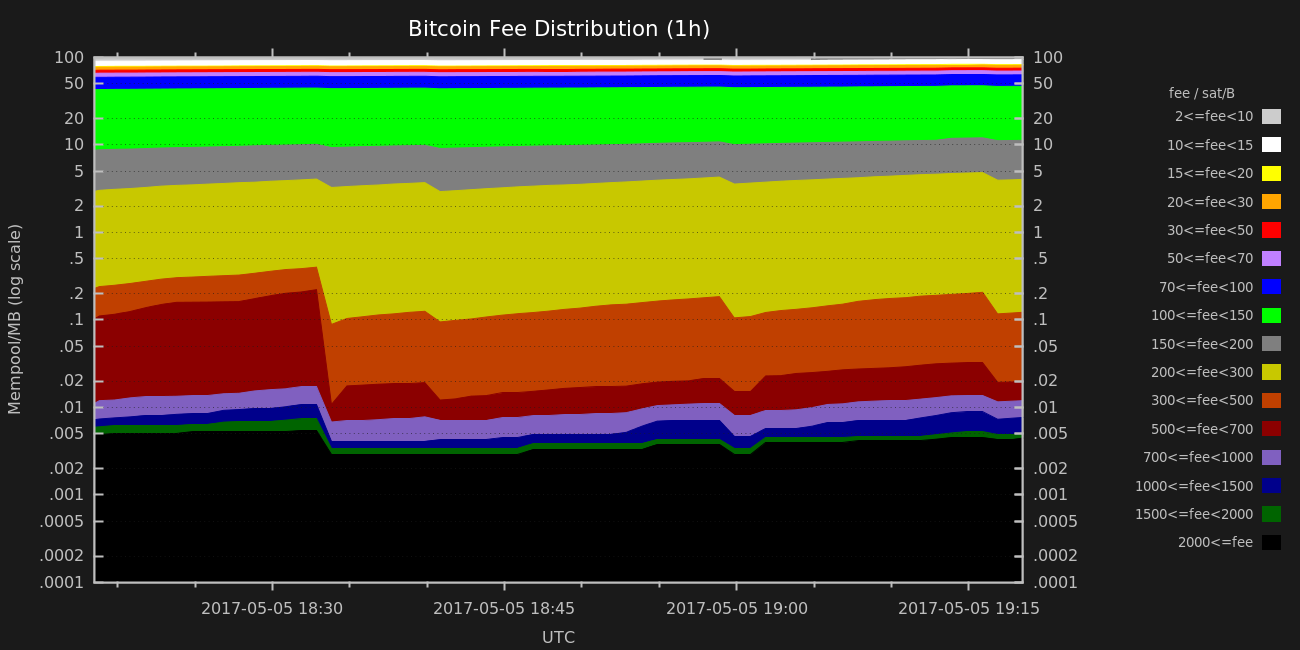 Bitcoin Fee Distribution (1h)
Mempool/MB (log scale)
100
50
20
10
5
2
1
.5
.2
.1
.05
.02
.01
.005
.002
.001
.0005
.0002
.0001
100
50
20
10
5
2
1
.5
.2
.1
.05
.02
.01
.005
.002
.001
.0005
.0002
.0001
2017-05-05 18:30
2017-05-05 18:45
2017-05-05 19:00
2017-05-05 19:15
UTC
fee / sat/B
2<=fee<10
10<=fee<15
15<=fee<20
20<=fee<30
30<=fee<50
50<=fee<70
70<=fee<100
100<=fee<150
150<=fee<200
200<=fee<300
300<=fee<500
500<=fee<700
700<=fee<1000
1000<=fee<1500
1500<=fee<2000
2000<=fee